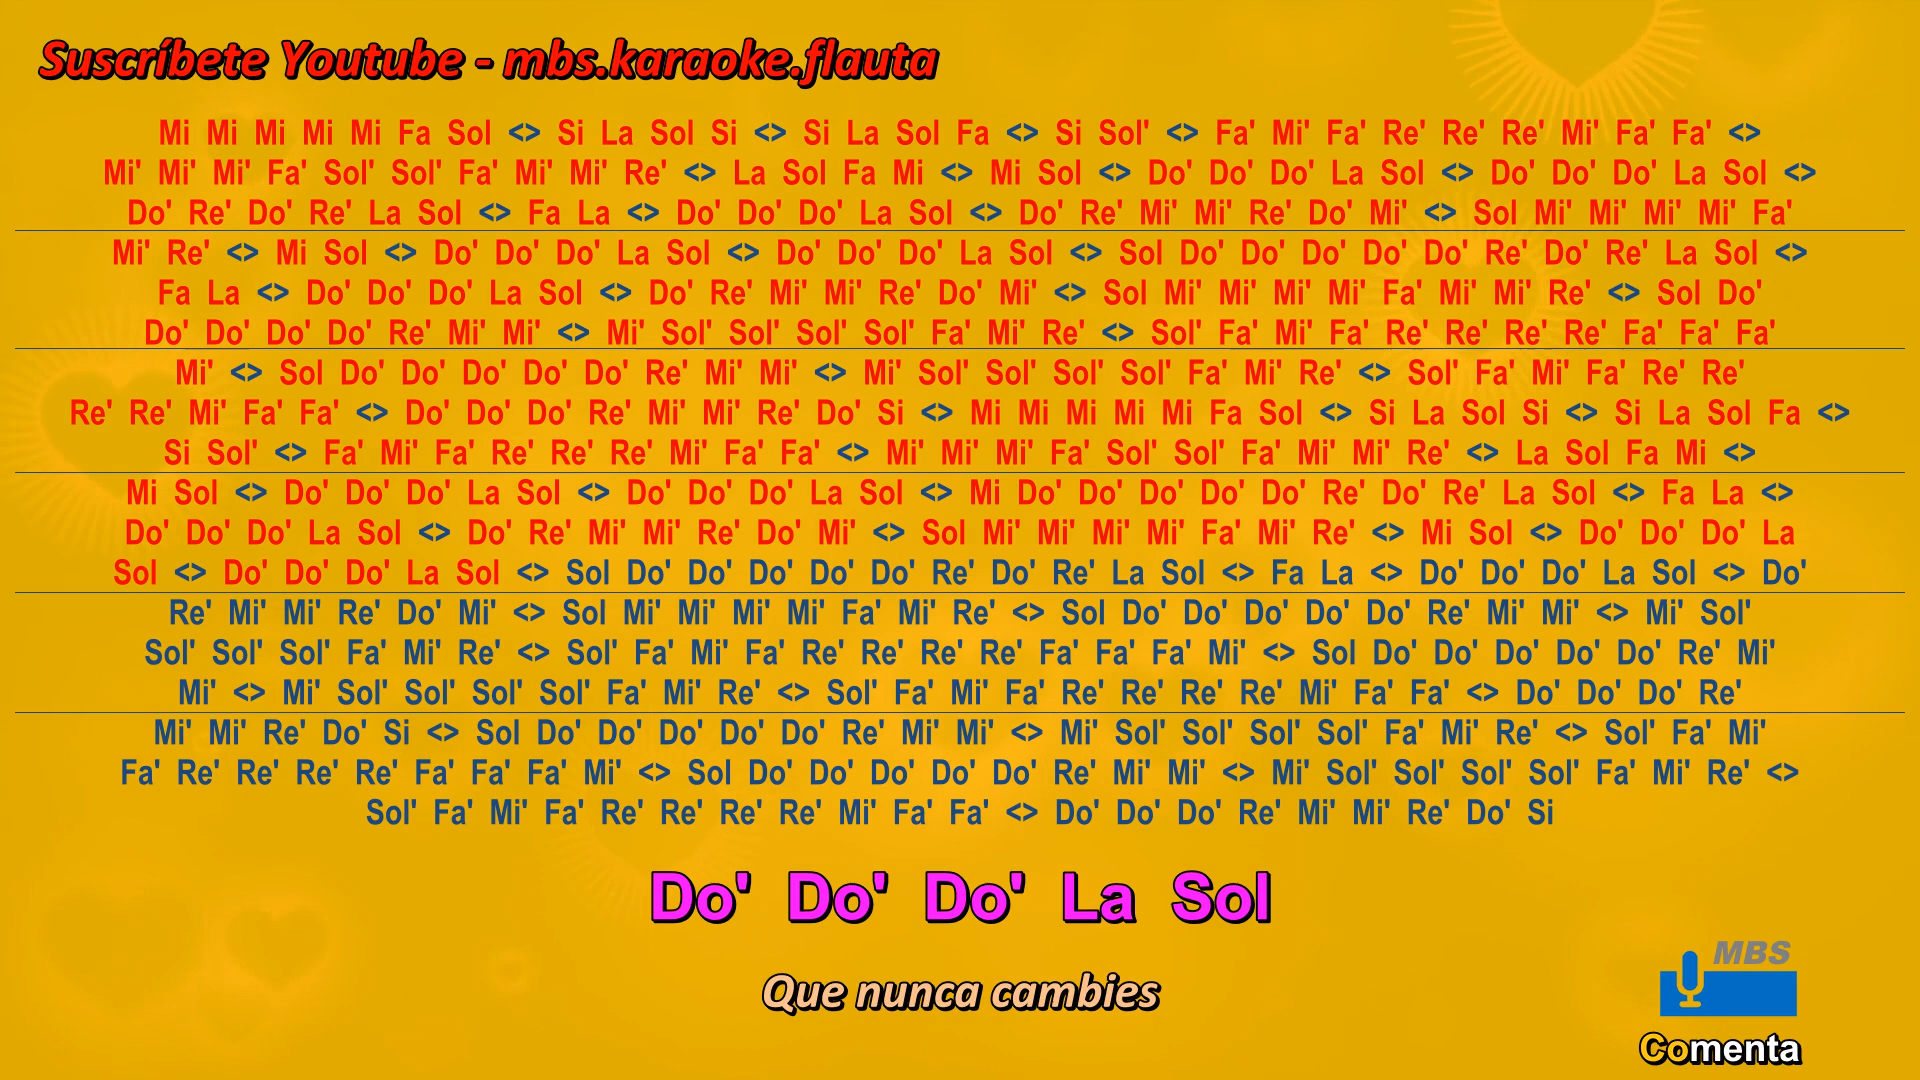 Suscríbete Youtube - mbs.karaoke.flauta
Mi Mi Mi Mi Mi Fa Sol <> Si La Sol Si <> Si La Sol Fa <> Si Sol' <> Fa' Mi' Fa' Re' Re' Re' Mi' Fa' Fa' <>
Mi' Mi' Mi' Fa' Sol' Sol' Fa' Mi' Mi' Re' <> La Sol Fa Mi <> Mi Sol <> Do' Do' Do' La Sol <> Do' Do' Do' La Sol <>
Do' Re' Do' Re' La Sol <> Fa La <> Do' Do' Do' La Sol <> Do' Re' Mi' Mi' Re' Do' Mi' <> Sol Mi' Mi' Mi' Mi' Fa'
Mi' Re' <> Mi Sol <> Do' Do' Do' La Sol <> Do' Do' Do' La Sol <> Sol Do' Do' Do' Do' Do' Re' Do' Re' La Sol <>
Fa La <> Do' Do' Do' La Sol <> Do' Re' Mi' Mi' Re' Do' Mi' <> Sol Mi' Mi' Mi' Mi' Fa' Mi' Mi' Re' <> Sol Do'
Do' Do' Do' Do' Re' Mi' Mi' <> Mi' Sol' Sol' Sol' Sol' Fa' Mi' Re' <> Sol' Fa' Mi' Fa' Re' Re' Re' Re' Fa' Fa' Fa'
Mi' <> Sol Do' Do' Do' Do' Do' Re' Mi' Mi' <> Mi' Sol' Sol' Sol' Sol' Fa' Mi' Re' <> Sol' Fa' Mi' Fa' Re' Re'
Re' Re' Mi' Fa' Fa' <> Do' Do' Do' Re' Mi' Mi' Re' Do' Si <> Mi Mi Mi Mi Mi Fa Sol <> Si La Sol Si <> Si La Sol Fa <>
Si Sol' <> Fa' Mi' Fa' Re' Re' Re' Mi' Fa' Fa' <> Mi' Mi' Mi' Fa' Sol' Sol' Fa' Mi' Mi' Re' <> La Sol Fa Mi <>
Mi Sol <> Do' Do' Do' La Sol <> Do' Do' Do' La Sol <> Mi Do' Do' Do' Do' Do' Re' Do' Re' La Sol <> Fa La <>
Do' Do' Do' La Sol <> Do' Re' Mi' Mi' Re' Do' Mi' <> Sol Mi' Mi' Mi' Mi' Fa' Mi' Re' <> Mi Sol <> Do' Do' Do' La
Sol <> Do' Do' Do' La Sol <> Sol Do' Do' Do' Do' Do' Re' Do' Re' La Sol <> Fa La <> Do' Do' Do' La Sol <> Do'
Re' Mi' Mi' Re' Do' Mi' <> Sol Mi' Mi' Mi' Mi' Fa' Mi' Re' <> Sol Do' Do' Do' Do' Do' Re' Mi' Mi' <> Mi' Sol'
Sol' Sol' Sol' Fa' Mi' Re' <> Sol' Fa' Mi' Fa' Re' Re' Re' Re' Fa' Fa' Fa' Mi' <> Sol Do' Do' Do' Do' Do' Re' Mi'
Mi' <> Mi' Sol' Sol' Sol' Sol' Fa' Mi' Re' <> Sol' Fa' Mi' Fa' Re' Re' Re' Re' Mi' Fa' Fa' <> Do' Do' Do' Re'
Mi' Mi' Re' Do' Si <> Sol Do' Do' Do' Do' Do' Re' Mi' Mi' <> Mi' Sol' Sol' Sol' Sol' Fa' Mi' Re' <> Sol' Fa' Mi'
Fa' Re' Re' Re' Re' Fa' Fa' Fa' Mi' <> Sol Do' Do' Do' Do' Do' Re' Mi' Mi' <> Mi' Sol' Sol' Sol' Sol' Fa' Mi' Re' <>
Sol' Fa' Mi' Fa' Re' Re' Re' Re' Mi' Fa' Fa' <> Do' Do' Do' Re' Mi' Mi' Re' Do' Si
Do' Do' Do' La Sol
Que nunca cambies
MBS
Comenta